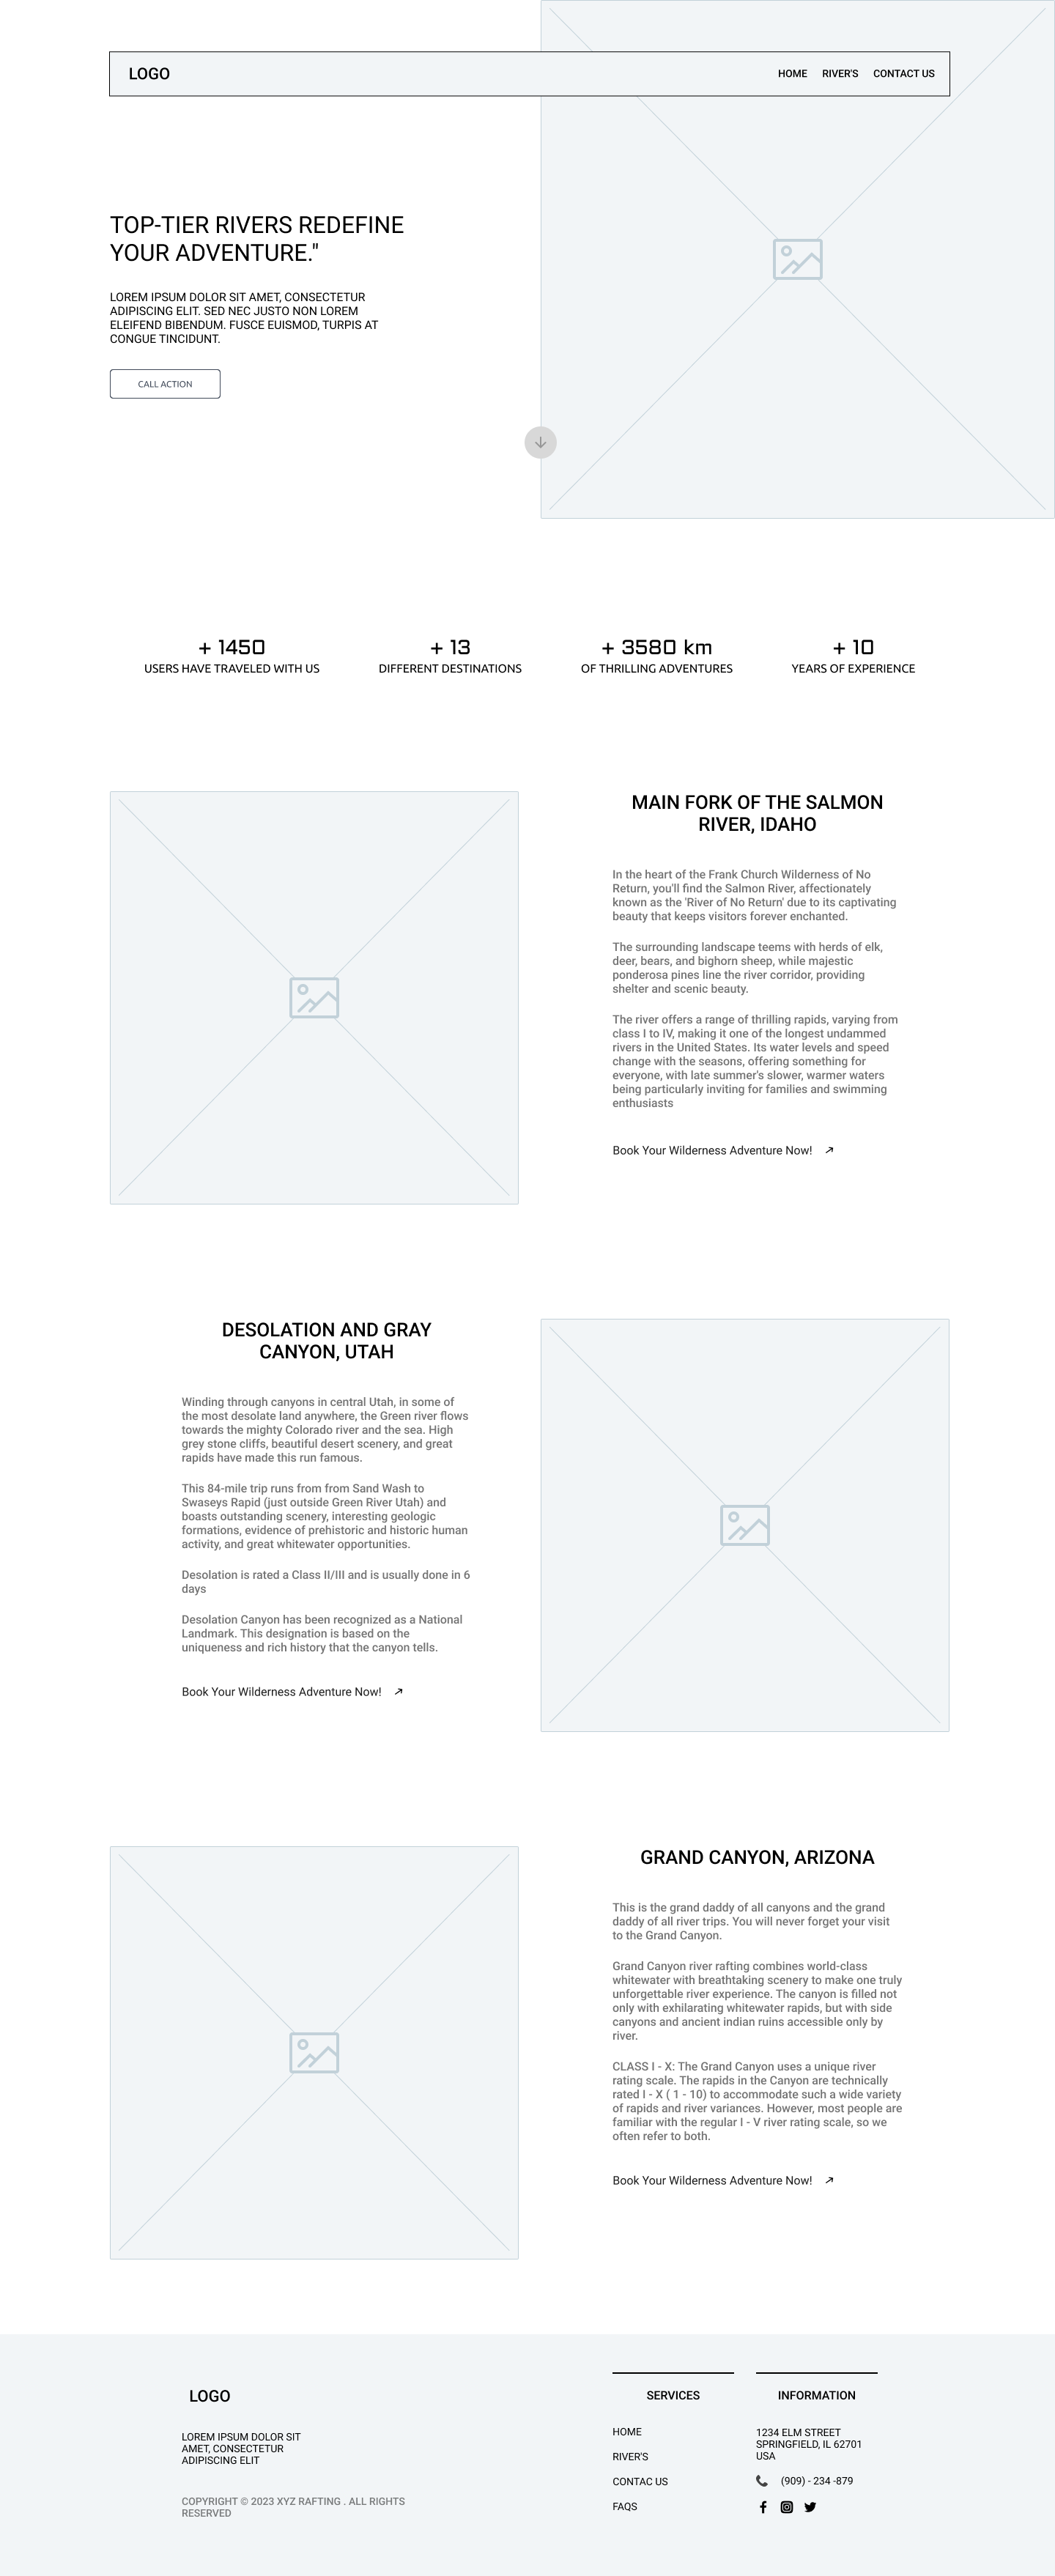 LOGO
HOME RIVER'S CONTACT US
TOP-TIER RIVERS REDEFINE
YOUR ADVENTURE."
LOREM IPSUM DOLOR SIT AMET, CONSECTETUR
ADIPISCING ELIT. SED NEC JUSTO NON LOREM
ELEIFEND BIBENDUM. FUSCE EUISMOD, TURPIS AT
CONGUE TINCIDUNT.
CALL ACTION
+ 1450
USERS HAVE TRAVELED WITH US
+ 13
DIFFERENT DESTINATIONS
+ 3580 km
OF THRILLING ADVENTURES
+ 10
YEARS OF EXPERIENCE
MAIN FORK OF THE SALMON
RIVER, IDAHO
In the heart of the Frank Church Wilderness of No
Return, you'll find the Salmon River, affectionately
known as the 'River of No Return' due to its captivating
beauty that keeps visitors forever enchanted.
The surrounding landscape teems with herds of elk,
deer, bears, and bighorn sheep, while majestic
ponderosa pines line the river corridor, providing
shelter and scenic beauty.
The river offers a range of thrilling rapids, varying from
class I to IV, making it one of the longest undammed
rivers in the United States. Its water levels and speed
change with the seasons, offering something for
everyone, with late summer's slower, warmer waters
being particularly inviting for families and swimming
enthusiasts
Book Your Wilderness Adventure Now!
DESOLATION AND GRAY
CANYON, UTAH
Winding through canyons in central Utah, in some of
the most desolate land anywhere, the Green river flows
towards the mighty Colorado river and the sea. High
grey stone cliffs, beautiful desert scenery, and great
rapids have made this run famous.
This 84-mile trip runs from from Sand Wash to
Swaseys Rapid (just outside Green River Utah) and
boasts outstanding scenery, interesting geologic
formations, evidence of prehistoric and historic human
activity, and great whitewater opportunities.
Desolation is rated a Class II/III and is usually done in 6
days
Desolation Canyon has been recognized as a National
Landmark. This designation is based on the
uniqueness and rich history that the canyon tells.
Book Your Wilderness Adventure Now!
GRAND CANYON, ARIZONA
This is the grand daddy of all canyons and the grand
daddy of all river trips. You will never forget your visit
to the Grand Canyon.
Grand Canyon river rafting combines world-class
whitewater with breathtaking scenery to make one truly
unforgettable river experience. The canyon is filled not
only with exhilarating whitewater rapids, but with side
canyons and ancient indian ruins accessible only by
river.
CLASS I - X: The Grand Canyon uses a unique river
rating scale. The rapids in the Canyon are technically
rated I - X ( 1 - 10) to accommodate such a wide variety
of rapids and river variances. However, most people are
familiar with the regular I - V river rating scale, so we
often refer to both.
Book Your Wilderness Adventure Now!
LOGO
LOREM IPSUM DOLOR SIT
AMET, CONSECTETUR
ADIPISCING ELIT
COPYRIGHT © 2023 XYZ RAFTING . ALL RIGHTS
RESERVED
SERVICES
HOME
RIVER'S
CONTAC US
FAQS
INFORMATION
1234 ELM STREET
SPRINGFIELD, IL 62701
USA
(909) - 234 -879